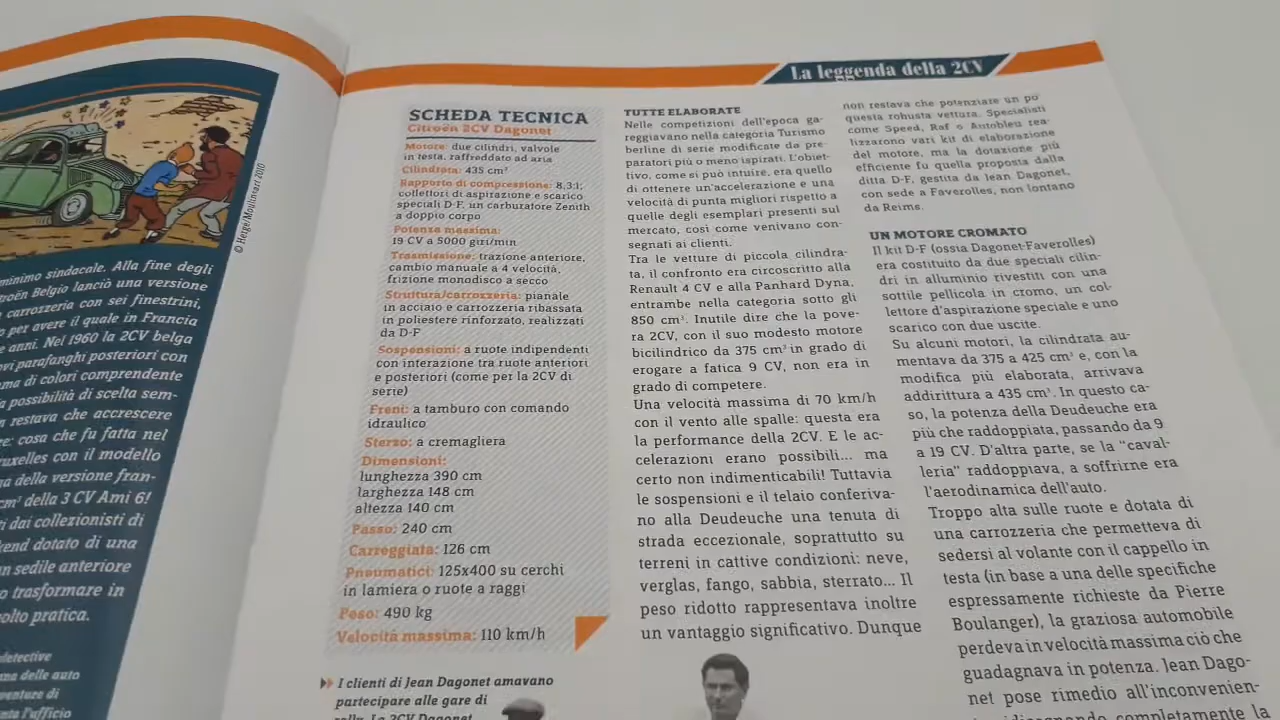 La leggenda della 2CV
© Hergé/Moulinsart 2010
minimo sindacale. Alla fine degli
roën Belgio lanciò una versione
carrozzeria con sei finestrini,
per avere il quale in Francia
anni. Nel 1960 la 2CV belga
vi parafanghi posteriori con
ma di colori comprendente
possibilità di scelta sem-
restava che accrescere
re: cosa che fu fatta nel
uxelles con il modello
a della versione fran-
cm³ della 3 CV Ami 6!
ti dai collezionisti di
kend dotato di una
n sedile anteriore
o trasformare in
olto pratica.
detective
ma delle auto
venture di
nta l'ufficio
SCHEDA TECNICA
Citroën 2CV Dagonet
Motore: due cilindri, valvole
in testa, raffreddato ad aria
Cilindrata: 435 cm³
Rapporto di compressione: 8,3:1;
collettori di aspirazione e scarico
speciali D-F, un carburatore Zenith
a doppio corpo
Potenza massima:
19 CV a 5000 giri/min
Trasmissione: trazione anteriore,
cambio manuale a 4 velocità,
frizione monodisco a secco
Struttura/carrozzeria: pianale
in acciaio e carrozzeria ribassata
in poliestere rinforzato, realizzati
da D-F
Sospensioni: a ruote indipendenti
con interazione tra ruote anteriori
e posteriori (come per la 2CV di
serie)
Freni: a tamburo con comando
idraulico
Sterzo: a cremagliera
Dimensioni:
lunghezza 390 cm
larghezza 148 cm
altezza 140 cm
Passo: 240 cm
Carreggiata: 126 cm
Pneumatici: 125x400 su cerchi
in lamiera o ruote a raggi
Peso: 490 kg
Velocità massima: 110 km/h
I clienti di Jean Dagonet amavano
partecipare alle gare di
rally. La 2CV Dagonet
TUTTE ELABORATE
Nelle competizioni dell'epoca ga-
reggiavano nella categoria Turismo
berline di serie modificate da pre-
paratori più o meno ispirati. L'obiet-
tivo, come si può intuire, era quello
di ottenere un'accelerazione e una
velocità di punta migliori rispetto a
quelle degli esemplari presenti sul
mercato, così come venivano con-
segnati ai clienti.
Tra le vetture di piccola cilindra-
ta, il confronto era circoscritto alla
Renault 4 CV e alla Panhard Dyna,
entrambe nella categoria sotto gli
850 cm³. Inutile dire che la pove-
ra 2CV, con il suo modesto motore
bicilindrico da 375 cm³ in grado di
erogare a fatica 9 CV, non era in
grado di competere.
Una velocità massima di 70 km/h
con il vento alle spalle: questa era
la performance della 2CV. E le ac-
celerazioni erano possibili... ma
certo non indimenticabili! Tuttavia
le sospensioni e il telaio conferiva-
no alla Deudeuche una tenuta di
strada eccezionale, soprattutto su
terreni in cattive condizioni: neve,
verglas, fango, sabbia, sterrato... Il
peso ridotto rappresentava inoltre
un vantaggio significativo. Dunque
non restava che potenziare un po'
questa robusta vettura. Specialisti
come Speed, Raf o Autobleu rea-
lizzarono vari kit di elaborazione
del motore, ma la dotazione più
efficiente fu quella proposta dalla
ditta D-F, gestita da Jean Dagonet,
con sede a Faverolles, non lontano
da Reims.
UN MOTORE CROMATO
Il kit D-F (ossia Dagonet-Faverolles)
era costituito da due speciali cilin-
dri in alluminio rivestiti con una
sottile pellicola in cromo, un col-
lettore d'aspirazione speciale e uno
scarico con due uscite.
Su alcuni motori, la cilindrata au-
mentava da 375 a 425 cm³ e, con la
modifica più elaborata, arrivava
addirittura a 435 cm³. In questo ca-
so, la potenza della Deudeuche era
più che raddoppiata, passando da 9
a 19 CV. D'altra parte, se la "caval-
leria" raddoppiava, a soffrirne era
l'aerodinamica dell'auto.
Troppo alta sulle ruote e dotata di
una carrozzeria che permetteva di
sedersi al volante con il cappello in
testa (in base a una delle specifiche
espressamente richieste da Pierre
Boulanger), la graziosa automobile
perdeva in velocità massima ciò che
guadagnava in potenza. Jean Dago-
net pose rimedio all'inconvenien-
completamente la